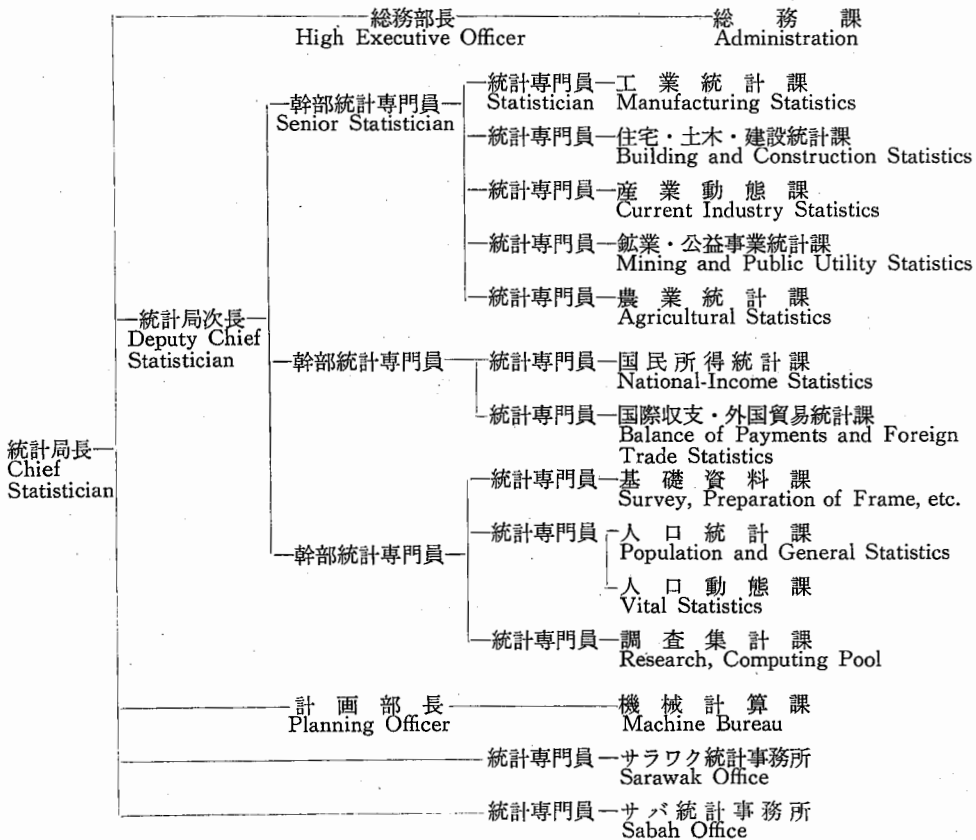 総務部長 総務課
High Executive Officer Administration
統計専門員 工業統計課
幹部統計専門員 Statistician Manufacturing Statistics
Senior Statistician
統計専門員 住宅・土木・建設統計課
Building and Construction Statistics
統計専門員 産業動態課
Current Industry Statistics
統計専門員 鉱業・公益事業統計課
Mining and Public Utility Statistics
統計専門員 農業統計課
Agricultural Statistics
統計局次長
Deputy Chief
Statistician
幹部統計専門員 統計専門員 国民所得統計課
National-Income Statistics
統計専門員 国際収支・外国貿易統計課
Balance of Payments and Foreign
Trade Statistics
統計局長
Chief
Statistician
統計専門員 基礎資料課
Survey, Preparation of Frame, etc.
統計専門員 人口統計課
Population and General Statistics
幹部統計専門員
人口動態課
Vital Statistics
統計専門員 調査集計課
Research, Computing Pool
計画部長 機械計算課
Planning Officer Machine Bureau
統計専門員 サラワク統計事務所
Sarawak Office
統計専門員 サバ統計事務所
Sabah Office